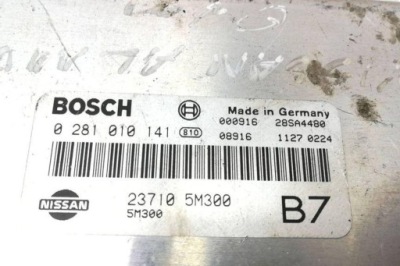 BOSCH
Made in Germany
000916 28SA4480
0 281 010 141 810
08916 1127 0224
NISSAN
23710 5M300
5M300
B7